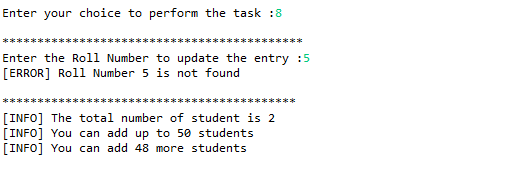 Enter your choice to perform the task :8
*******************************************
Enter the Roll Number to update the entry :5
[ERROR] Roll Number 5 is not found
******************************************
[INFO] The total number of student is 2
[INFO] You can add up to 50 students
[INFO] You can add 48 more students